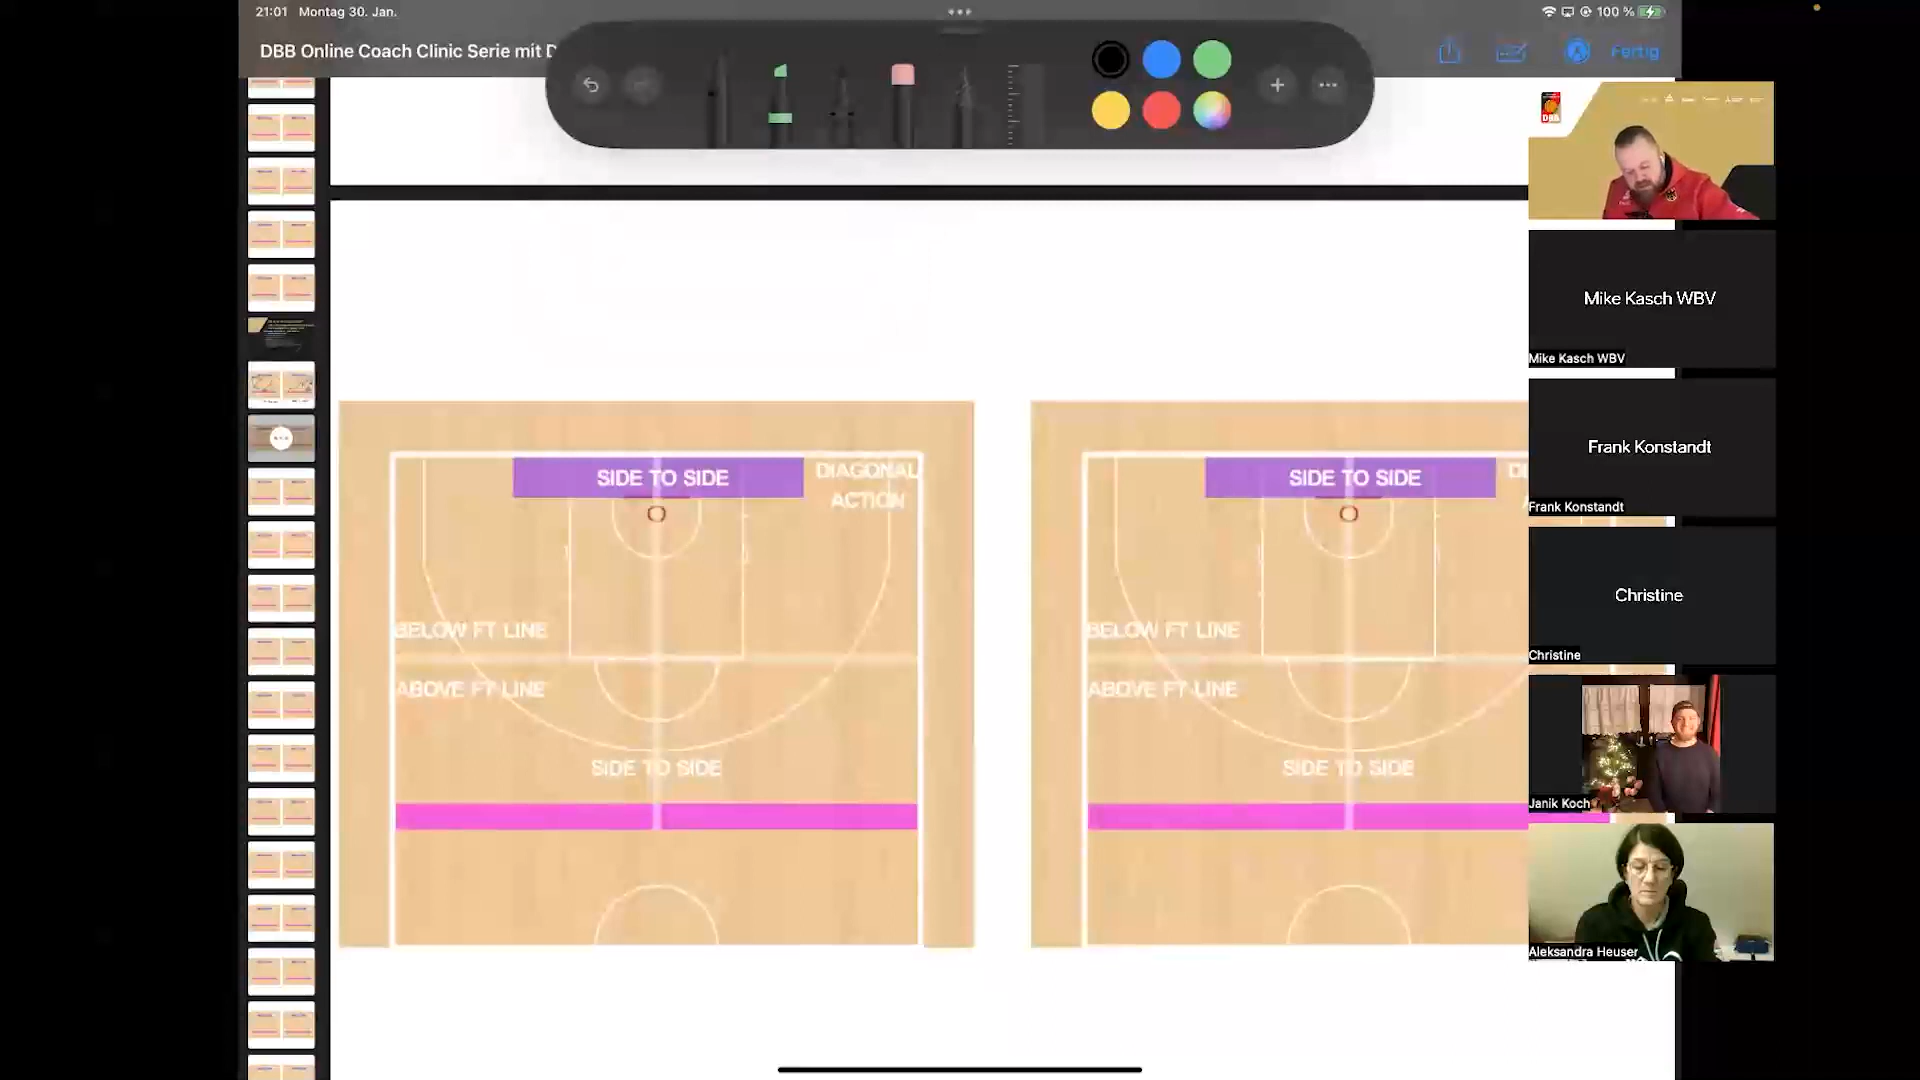 21:01 Montag 30. Jan.
100 %
DBB Online Coach Clinic Serie mit D
Fertig
DBB
Mike Kasch WBV
Mike Kasch WBV
Frank Konstandt
Frank Konstandt
Christine
Christine
Janik Koch
Aleksandra Heuser
SIDE TO SIDE
DIAGONAL
ACTION
BELOW FT LINE
ABOVE FT LINE
SIDE TO SIDE
SIDE TO SIDE
BELOW FT LINE
ABOVE FT LINE
SIDE TO SIDE